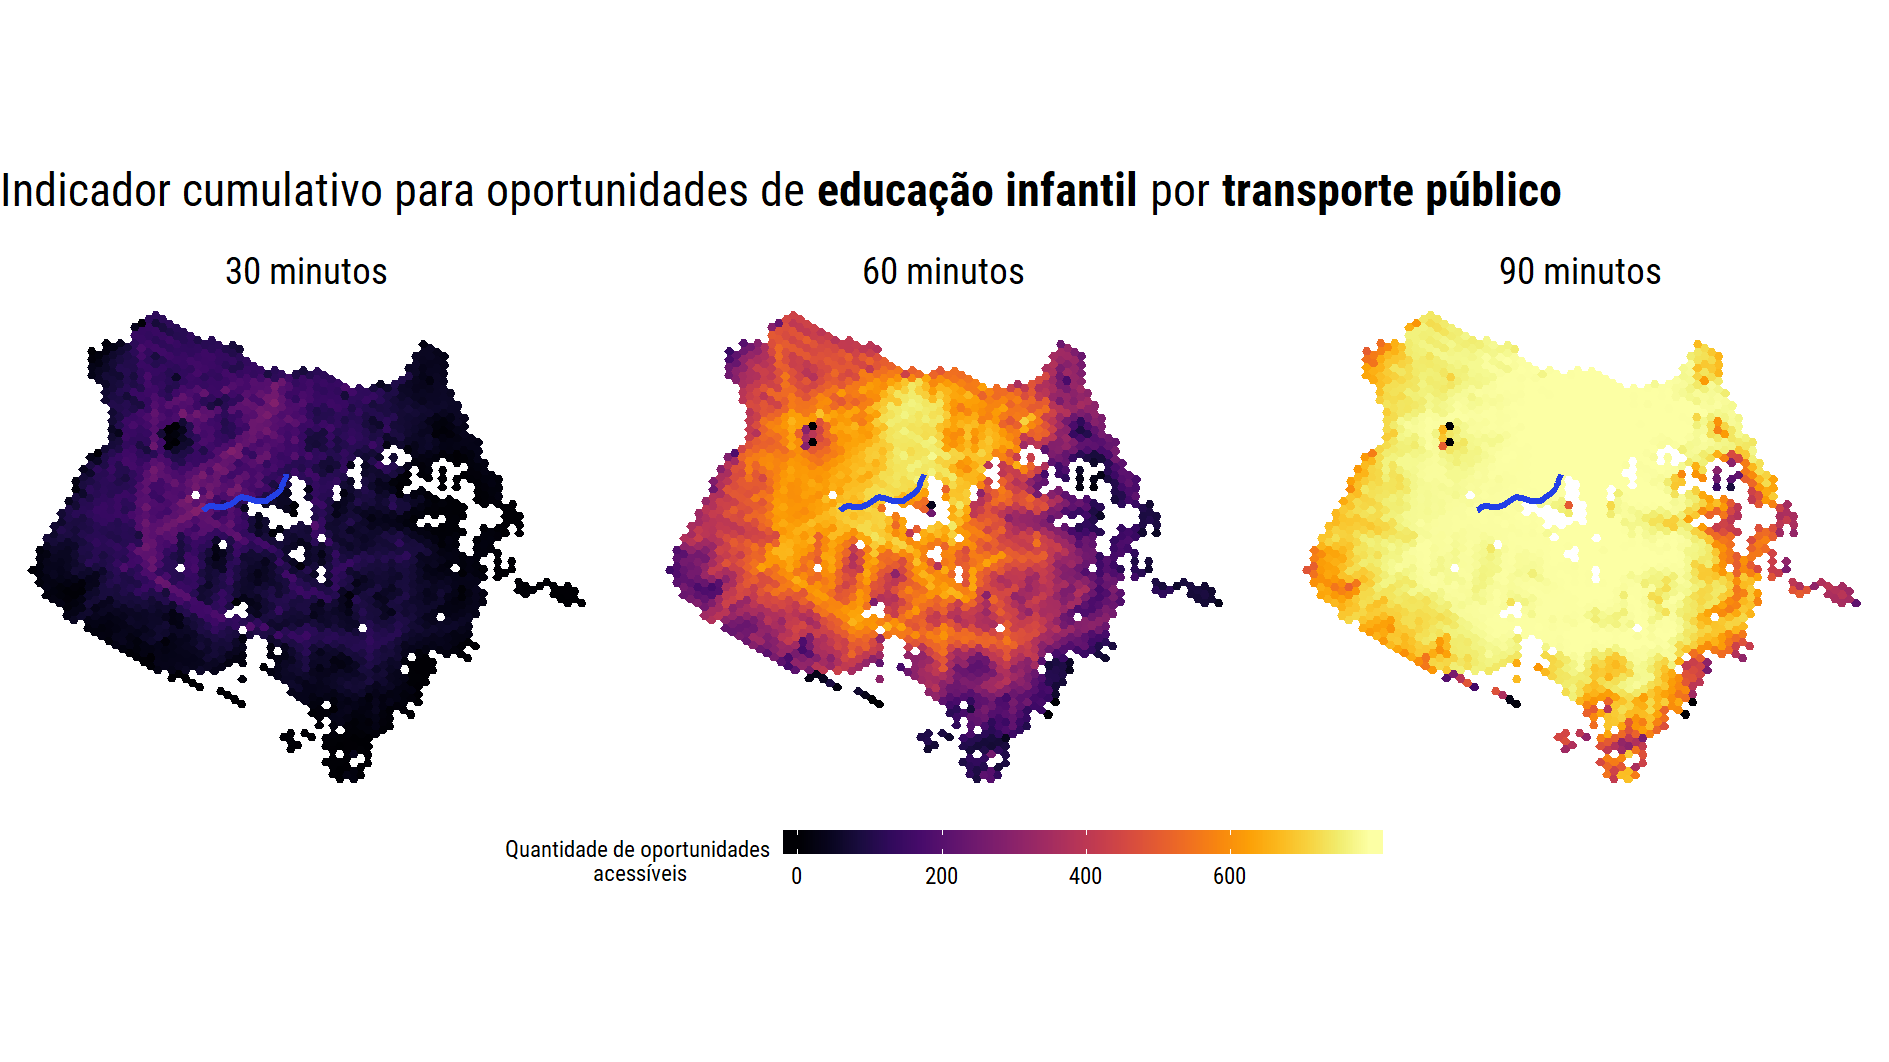 Indicador cumulativo para oportunidades de educação infantil por transporte público
30 minutos
60 minutos
90 minutos
Quantidade de oportunidades
acessíveis
0
200
400
600